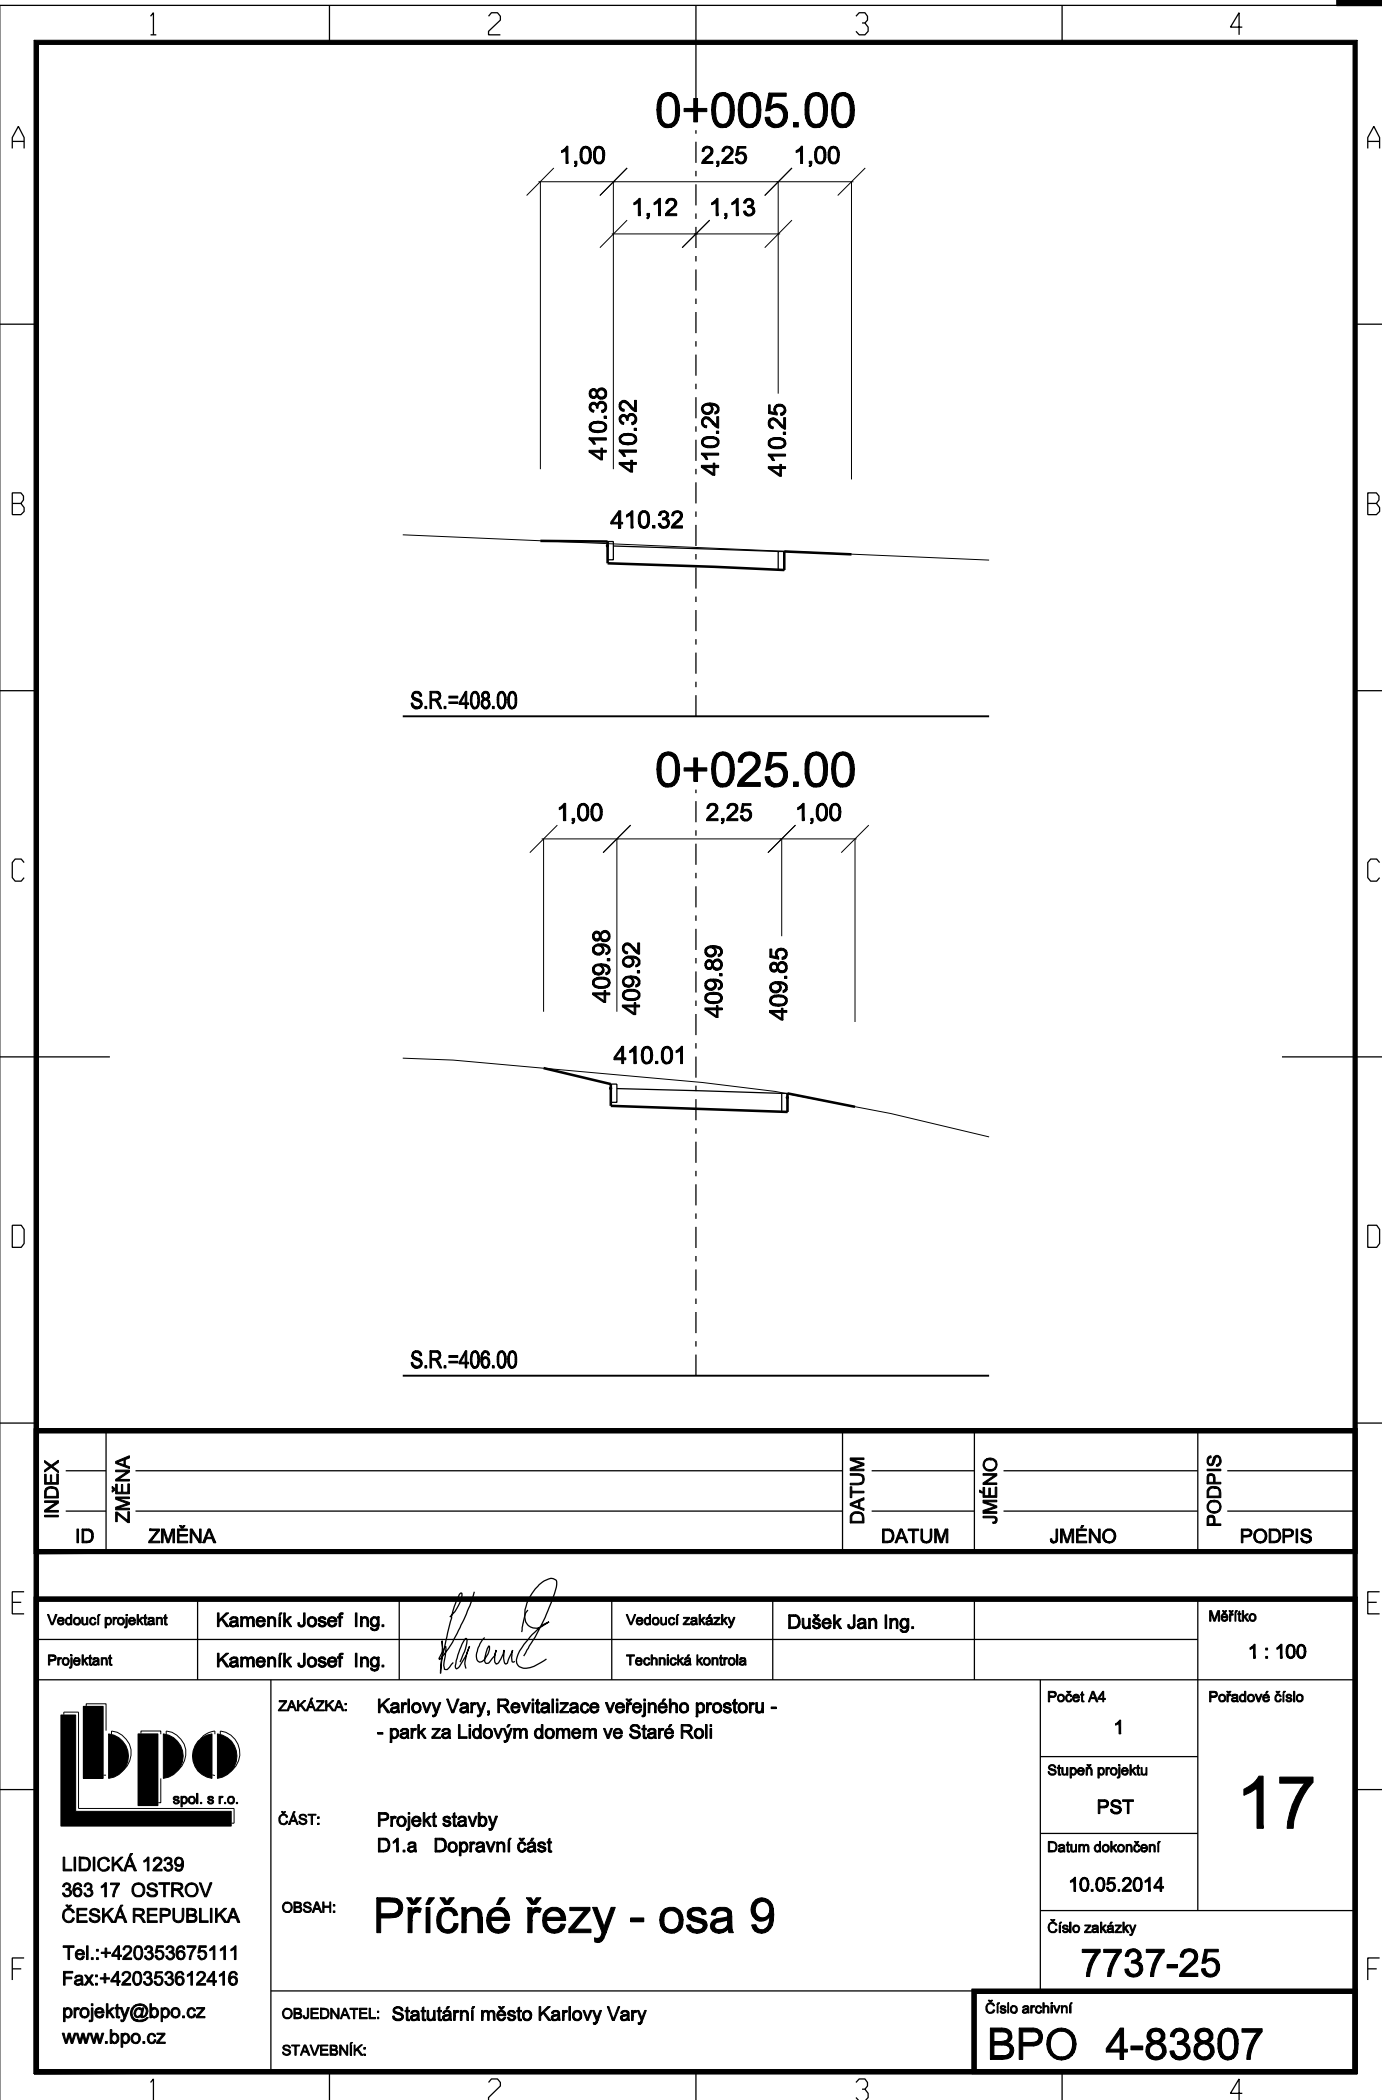 1 2 3 4
A A
0+005.00
1,00 2,25 1,00
1,12 1,13
410.38 410.32 410.29 410.25
B B
410.32
S.R.=408.00
0+025.00
1,00 2,25 1,00
C C
409.98 409.92 409.89 409.85
410.01
D D
S.R.=406.00
INDEX ZMĚNA DATUM JMÉNO PODPIS
ID ZMĚNA DATUM JMÉNO PODPIS
E E
Vedoucí projektant Kameník Josef Ing. Vedoucí zakázky Dušek Jan Ing. Měřítko
1 : 100
Projektant Kameník Josef Ing. Technická kontrola
bpo
spol. s r.o.
LIDICKÁ 1239
363 17 OSTROV
ČESKÁ REPUBLIKA
Tel.:+420353675111
Fax:+420353612416
projekty@bpo.cz
www.bpo.cz
ZAKÁZKA: Karlovy Vary, Revitalizace veřejného prostoru -
- park za Lidovým domem ve Staré Roli
ČÁST: Projekt stavby
D1.a Dopravní část
OBSAH: Příčné řezy - osa 9
OBJEDNATEL: Statutární město Karlovy Vary
STAVEBNÍK:
Počet A4
1
Stupeň projektu
PST
Datum dokončení
10.05.2014
Pořadové číslo
17
Číslo zakázky
7737-25
Číslo archivní
BPO 4-83807
F F
1 2 3 4